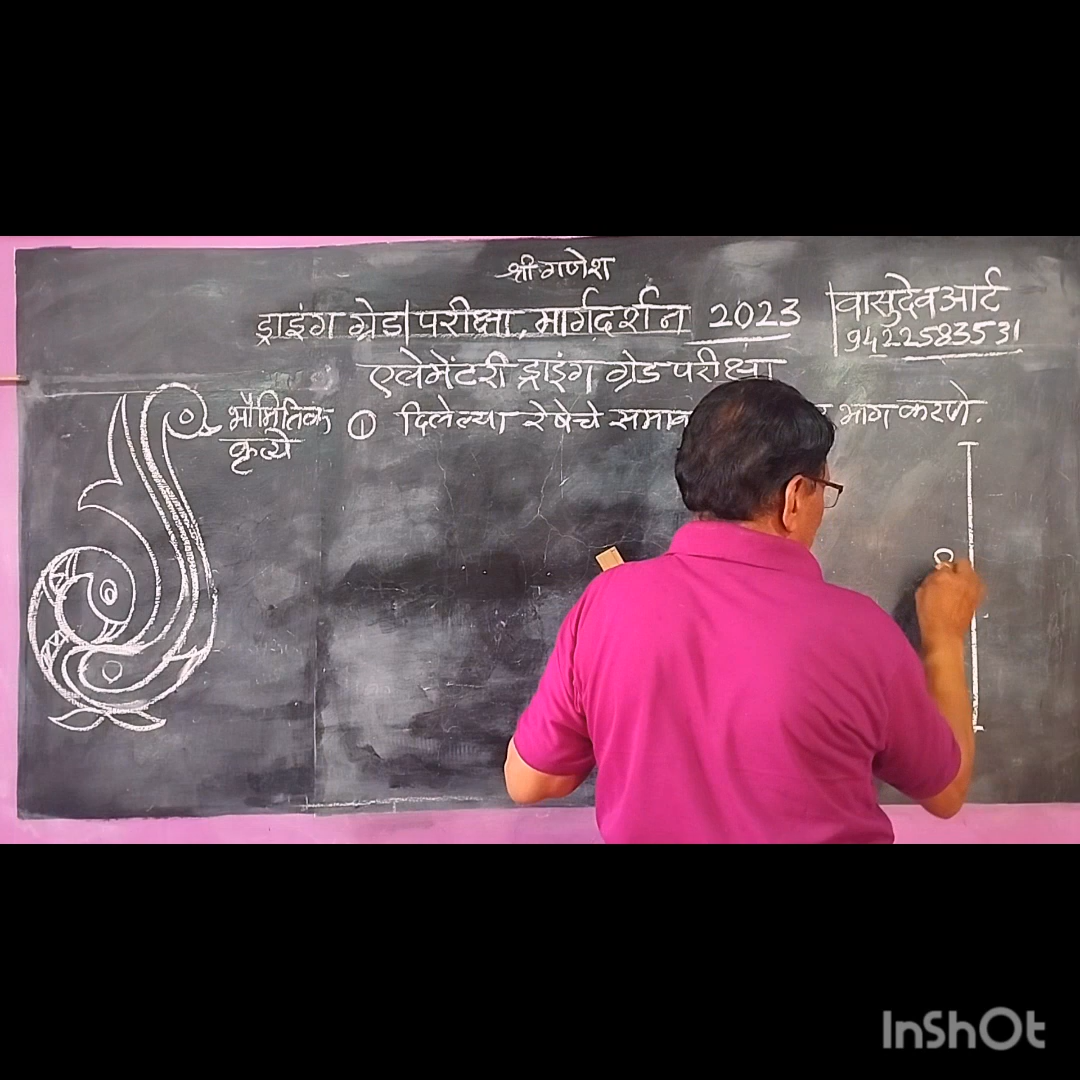 श्री गणेश
ड्राइंग ग्रेड परीक्षा, मार्गदर्शन 2023
वासुदेव आर्ट
9422583531
एलेमेंटरी ड्राइंग ग्रेड परीक्षा
भौमितिक कृत्ये
① दिलेल्या रेषेचे भाग करणे.
InShOt